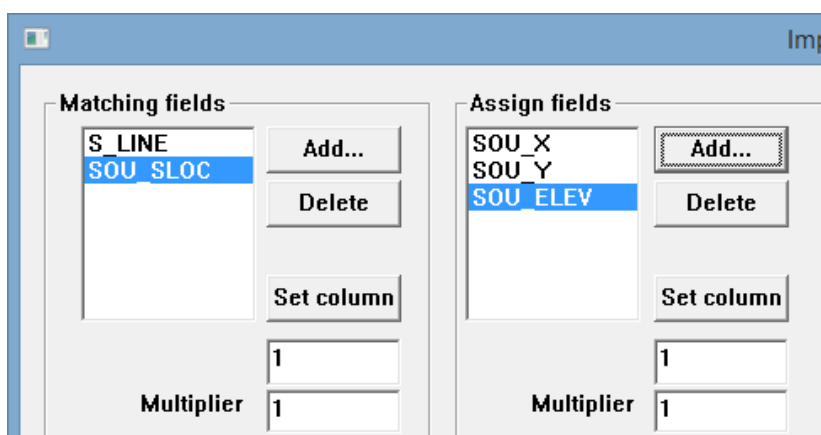 Imp
Matching fields
Assign fields
S_LINE
SOU_SLOC
Add...
Delete
Set column
1
Multiplier
1
SOU_X
SOU_Y
SOU_ELEV
Add...
Delete
Set column
1
Multiplier
1